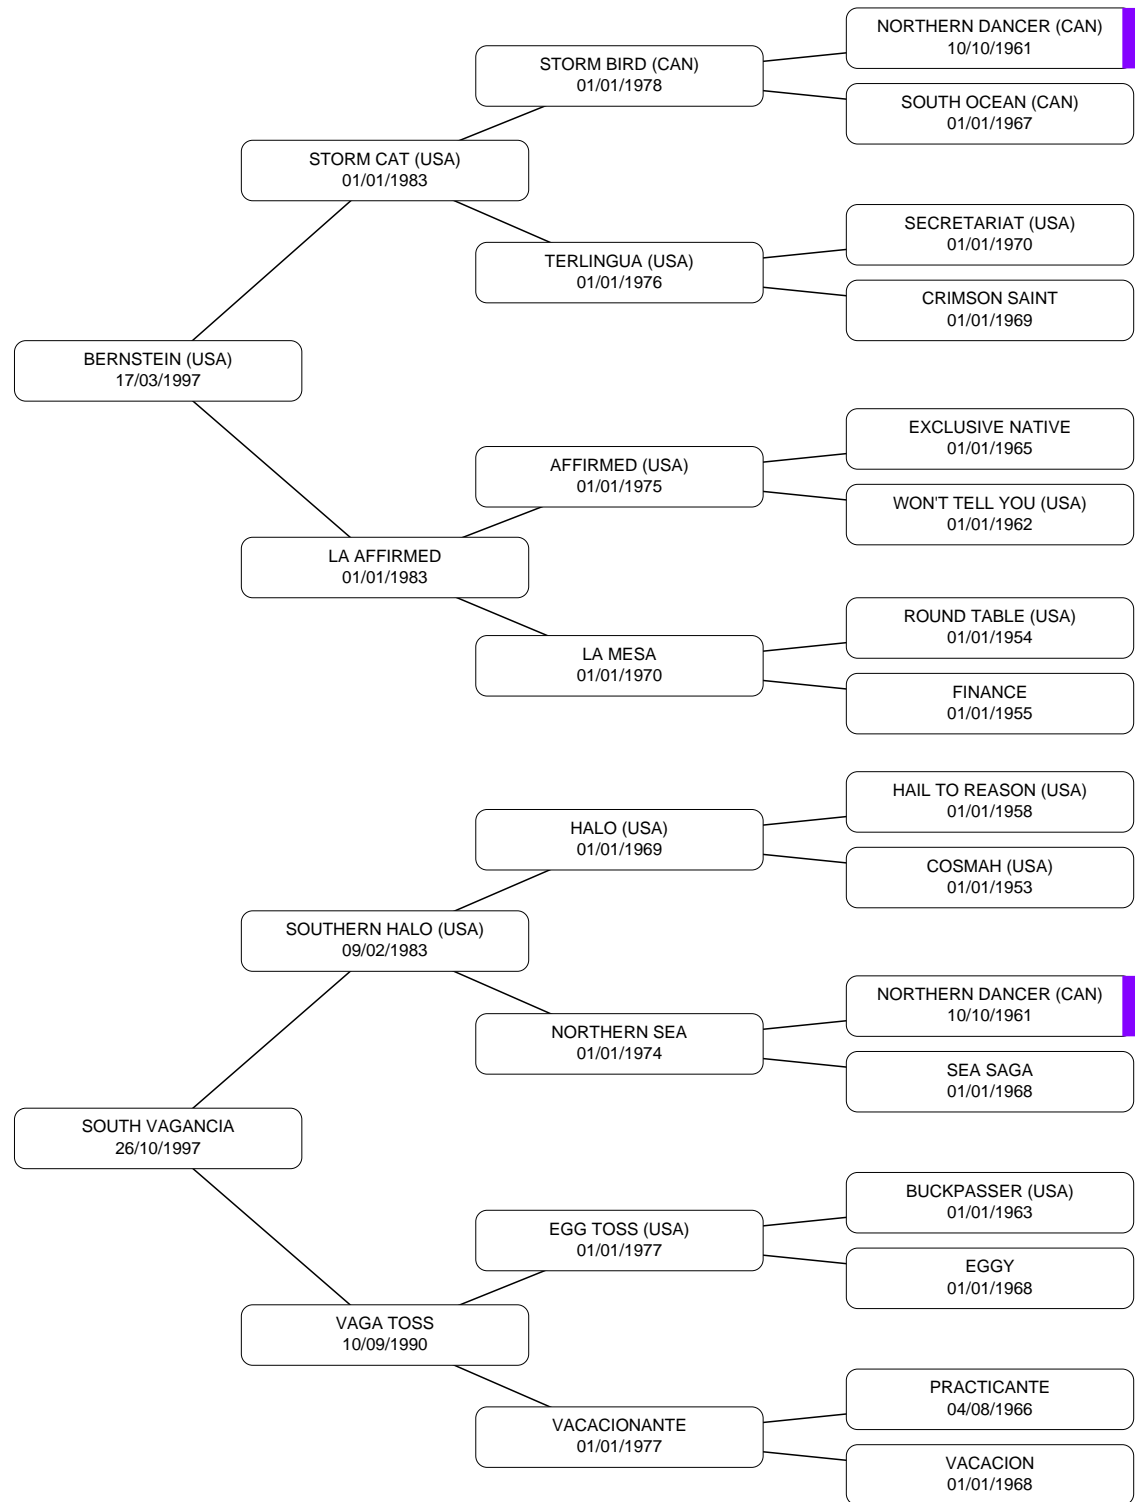 NORTHERN DANCER (CAN)
10/10/1961
STORM BIRD (CAN)
01/01/1978
SOUTH OCEAN (CAN)
01/01/1967
STORM CAT (USA)
01/01/1983
SECRETARIAT (USA)
01/01/1970
TERLINGUA (USA)
01/01/1976
CRIMSON SAINT
01/01/1969
BERNSTEIN (USA)
17/03/1997
EXCLUSIVE NATIVE
01/01/1965
AFFIRMED (USA)
01/01/1975
WON'T TELL YOU (USA)
01/01/1962
LA AFFIRMED
01/01/1983
ROUND TABLE (USA)
01/01/1954
LA MESA
01/01/1970
FINANCE
01/01/1955
HAIL TO REASON (USA)
01/01/1958
HALO (USA)
01/01/1969
COSMAH (USA)
01/01/1953
SOUTHERN HALO (USA)
09/02/1983
NORTHERN DANCER (CAN)
10/10/1961
NORTHERN SEA
01/01/1974
SEA SAGA
01/01/1968
SOUTH VAGANCIA
26/10/1997
BUCKPASSER (USA)
01/01/1963
EGG TOSS (USA)
01/01/1977
EGGY
01/01/1968
VAGA TOSS
10/09/1990
PRACTICANTE
04/08/1966
VACACIONANTE
01/01/1977
VACACION
01/01/1968